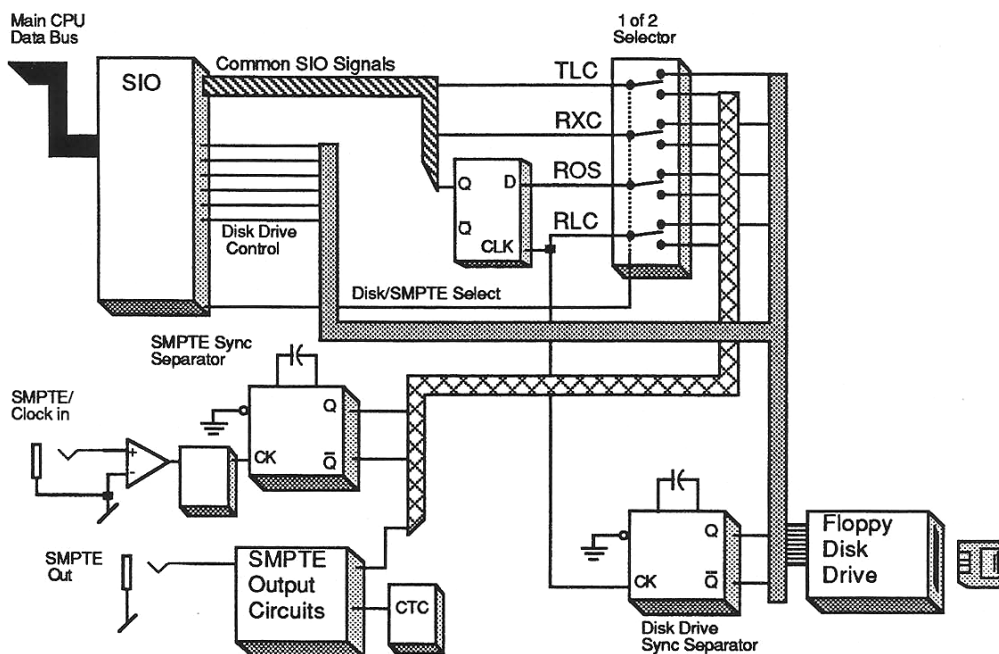 Main CPU
Data Bus
1 of 2
Selector
SIO
Common SIO Signals
TLC
RXC
ROS
RLC
Q
D
Q̅
CLK
Disk Drive
Control
Disk/SMPTE Select
SMPTE Sync
Separator
SMPTE/
Clock in
+
-
CK
Q
Q̅
SMPTE
Out
SMPTE
Output
Circuits
CTC
Q
Q̅
CK
Disk Drive
Sync Separator
Floppy
Disk
Drive